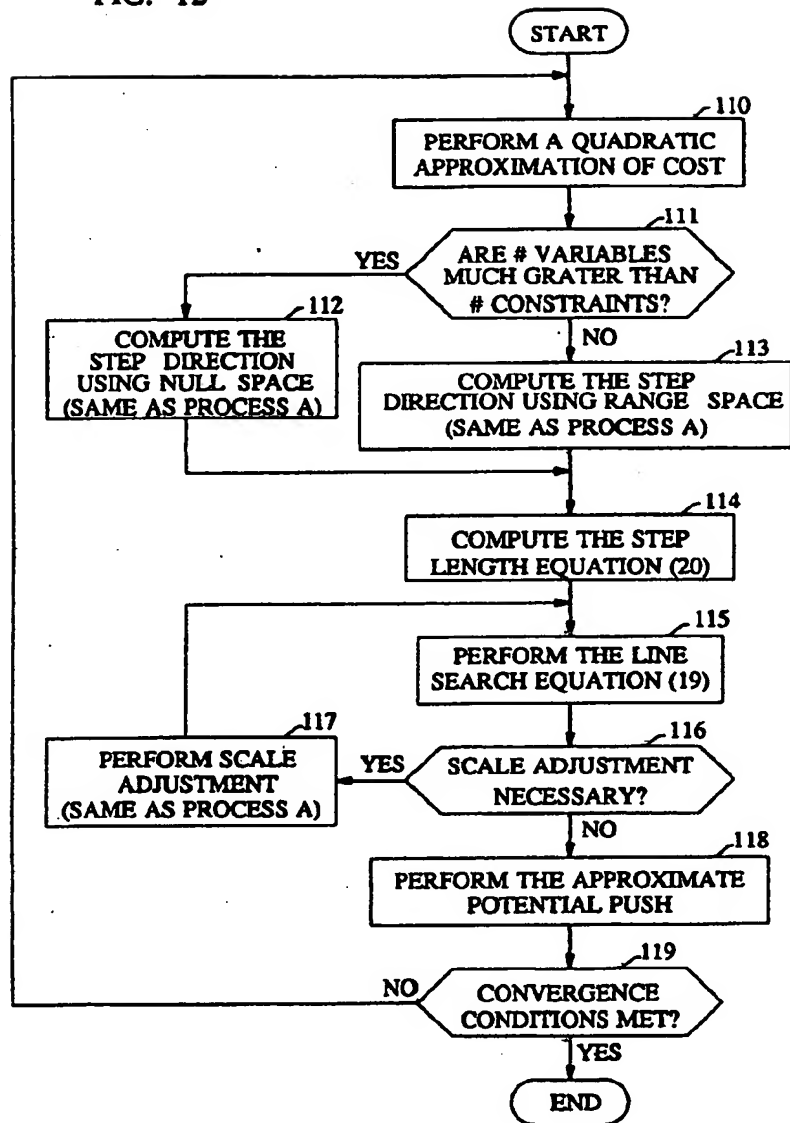 FIG. 12
START
110
PERFORM A QUADRATIC
APPROXIMATION OF COST
111
YES
ARE # VARIABLES
MUCH GRATER THAN
# CONSTRAINTS?
112
NO
113
COMPUTE THE
STEP DIRECTION
USING NULL SPACE
(SAME AS PROCESS A)
COMPUTE THE STEP
DIRECTION USING RANGE SPACE
(SAME AS PROCESS A)
114
COMPUTE THE STEP
LENGTH EQUATION (20)
115
PERFORM THE LINE
SEARCH EQUATION (19)
117
116
PERFORM SCALE
ADJUSTMENT
(SAME AS PROCESS A)
YES
SCALE ADJUSTMENT
NECESSARY?
NO
118
PERFORM THE APPROXIMATE
POTENTIAL PUSH
119
NO
CONVERGENCE
CONDITIONS MET?
YES
END